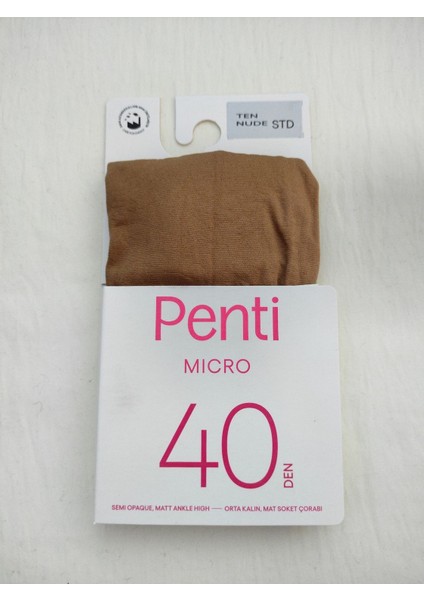 TEN
NUDE STD
Penti
MICRO
40
DEN
SEMI OPAQUE, MATT ANKLE HIGH — ORTA KALIN, MAT SOKET ÇORABI